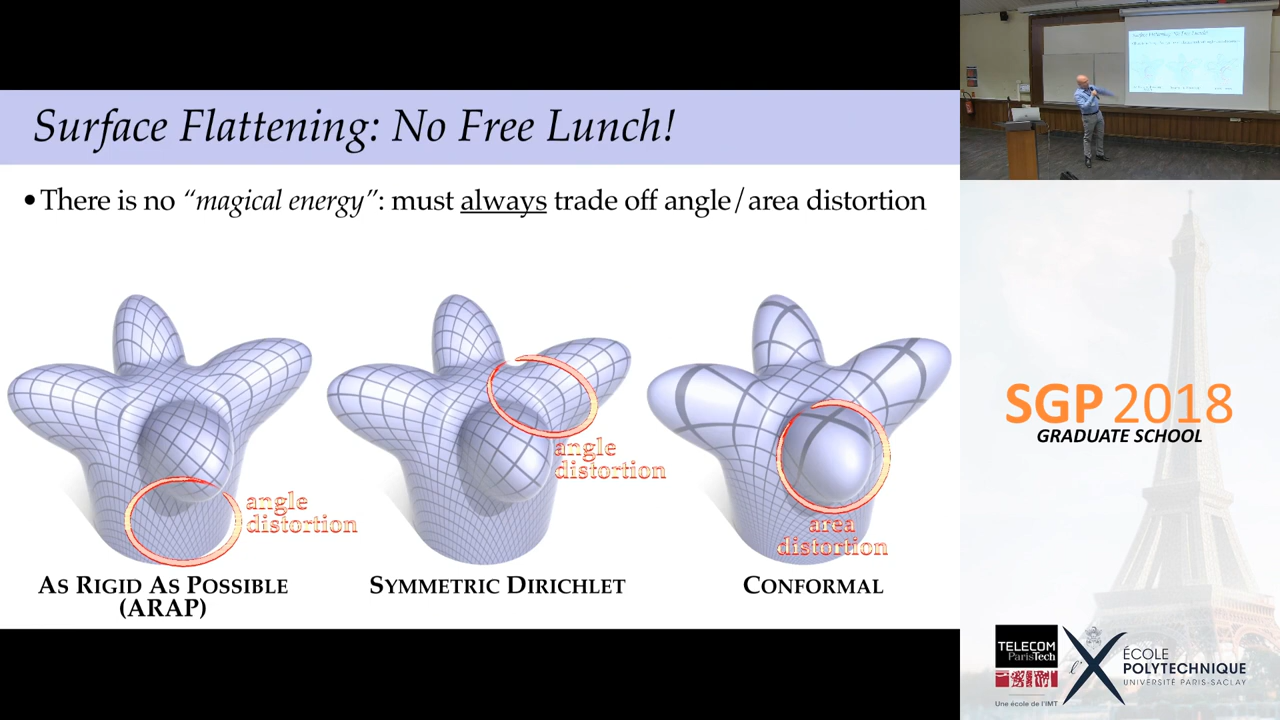 Surface Flattening: No Free Lunch!
•There is no “magical energy”: must always trade off angle/area distortion
angle
distortion
angle
distortion
area
distortion
AS RIGID AS POSSIBLE
(ARAP)
SYMMETRIC DIRICHLET
CONFORMAL
SGP 2018
GRADUATE SCHOOL
TELECOM
ParisTech
Une école de l'IMT
l'X
ÉCOLE
POLYTECHNIQUE
UNIVERSITÉ PARIS-SACLAY